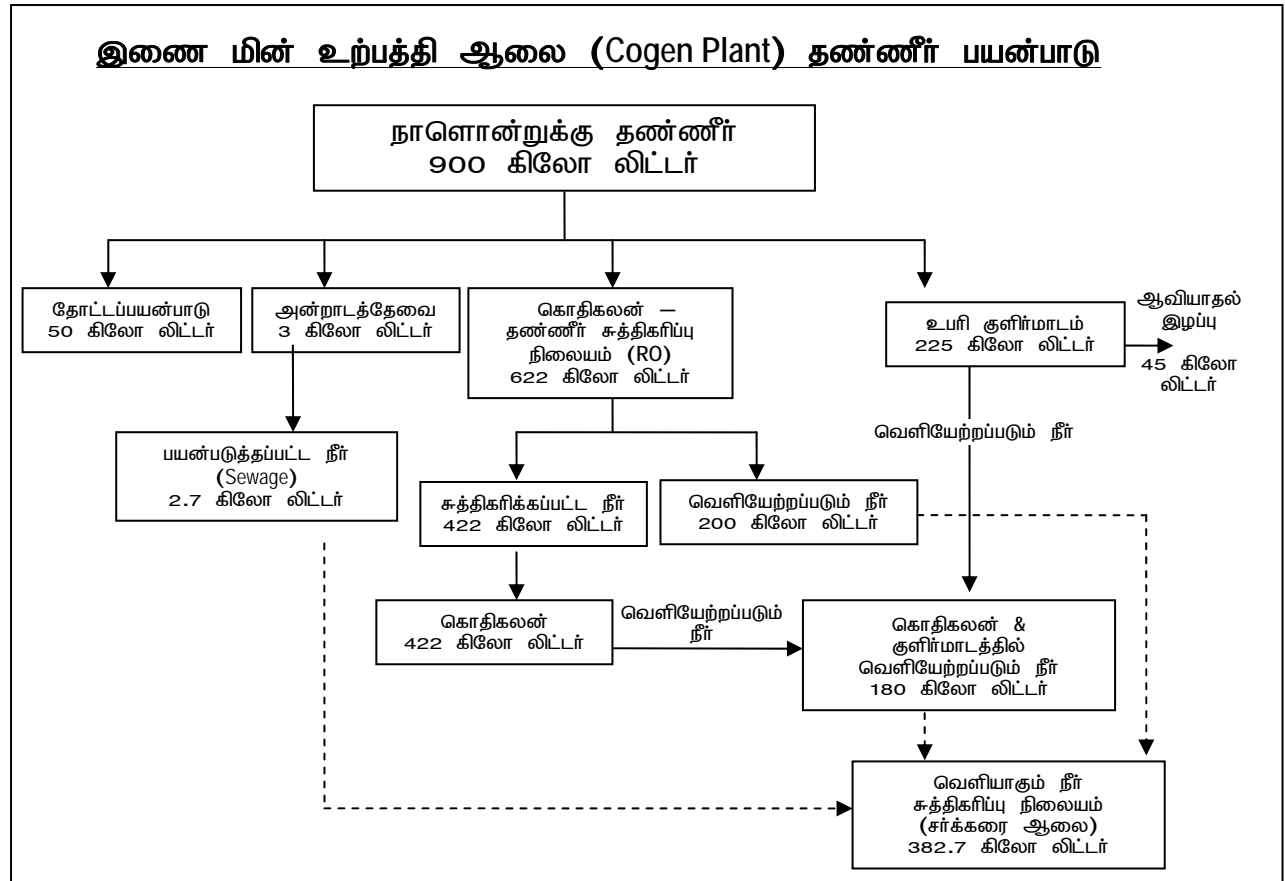 இணை மின் உற்பத்தி ஆலை (Cogen Plant) தண்ணீர் பயன்பாடு
நாளொன்றுக்கு தண்ணீர்
900 கிலோ லிட்டர்
தோட்டப்பயன்பாடு
50 கிலோ லிட்டர்
அன்றாடத்தேவை
3 கிலோ லிட்டர்
கொதிகலன் –
தண்ணீர் சுத்திகரிப்பு
நிலையம் (RO)
622 கிலோ லிட்டர்
உபரி குளிர்மாடம்
225 கிலோ லிட்டர்
ஆவியாதல்
இழப்பு
45 கிலோ
லிட்டர்
வெளியேற்றப்படும் நீர்
பயன்படுத்தப்பட்ட நீர்
(Sewage)
2.7 கிலோ லிட்டர்
சுத்திகரிக்கப்பட்ட நீர்
422 கிலோ லிட்டர்
வெளியேற்றப்படும் நீர்
200 கிலோ லிட்டர்
கொதிகலன்
422 கிலோ லிட்டர்
வெளியேற்றப்படும்
நீர்
கொதிகலன் &
குளிர்மாடத்தில்
வெளியேற்றப்படும் நீர்
180 கிலோ லிட்டர்
வெளியாகும் நீர்
சுத்திகரிப்பு நிலையம்
(சர்க்கரை ஆலை)
382.7 கிலோ லிட்டர்